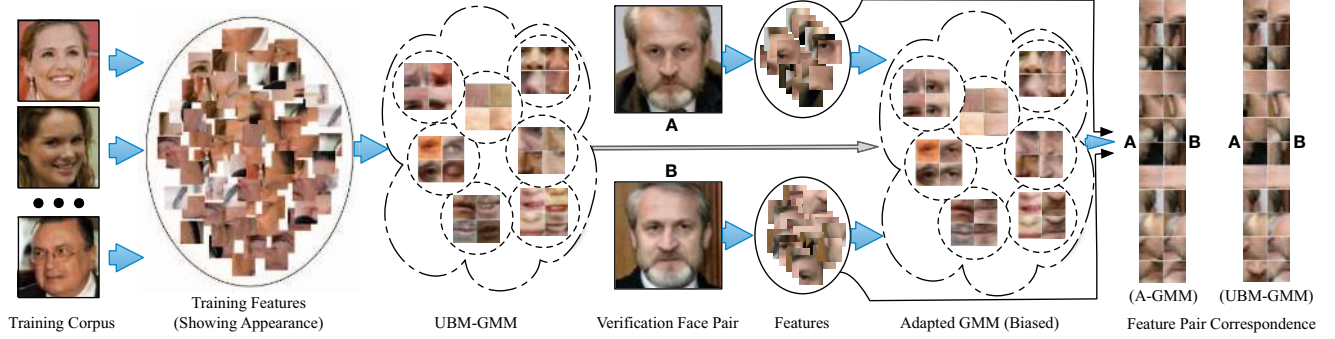 A
B
A
B
A
B
(A-GMM)
(UBM-GMM)
Training Corpus
Training Features
(Showing Appearance)
UBM-GMM
Verification Face Pair
Features
Adapted GMM (Biased)
Feature Pair Correspondence